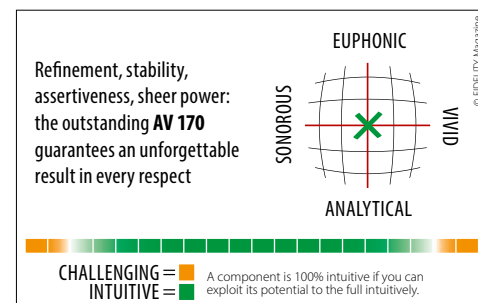 Refinement, stability,
assertiveness, sheer power:
the outstanding AV 170
guarantees an unforgettable
result in every respect
EUPHONIC
SONOROUS
VIVID
ANALYTICAL
© FIDELITY Magazine
CHALLENGING =
INTUITIVE =
A component is 100% intuitive if you can
exploit its potential to the full intuitively.